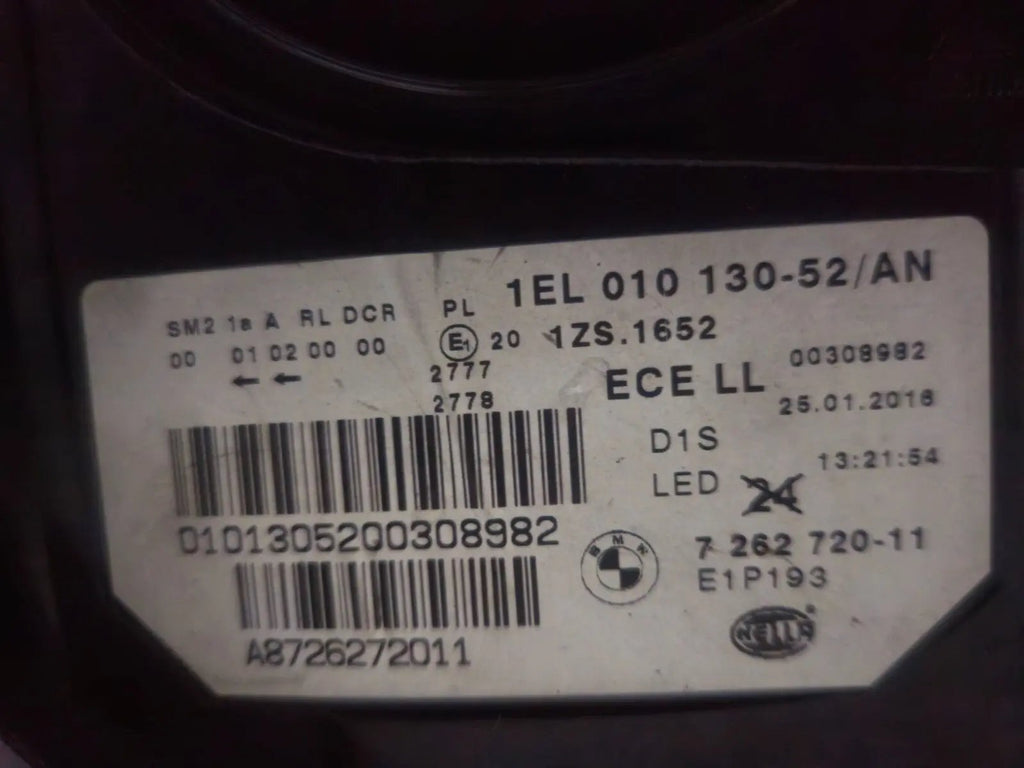 1EL 010 130-52/AN
SM2 1a A RL DCR PL
00 01 02 00 00 E1 20 1ZS.1652
← ←
2777
2778
ECE LL 00308982
25.01.2016
D1S
LED 24 13:21:54
0101305200308982
BMW 7 262 720-11
E1P193
A8726272011
HELLA®